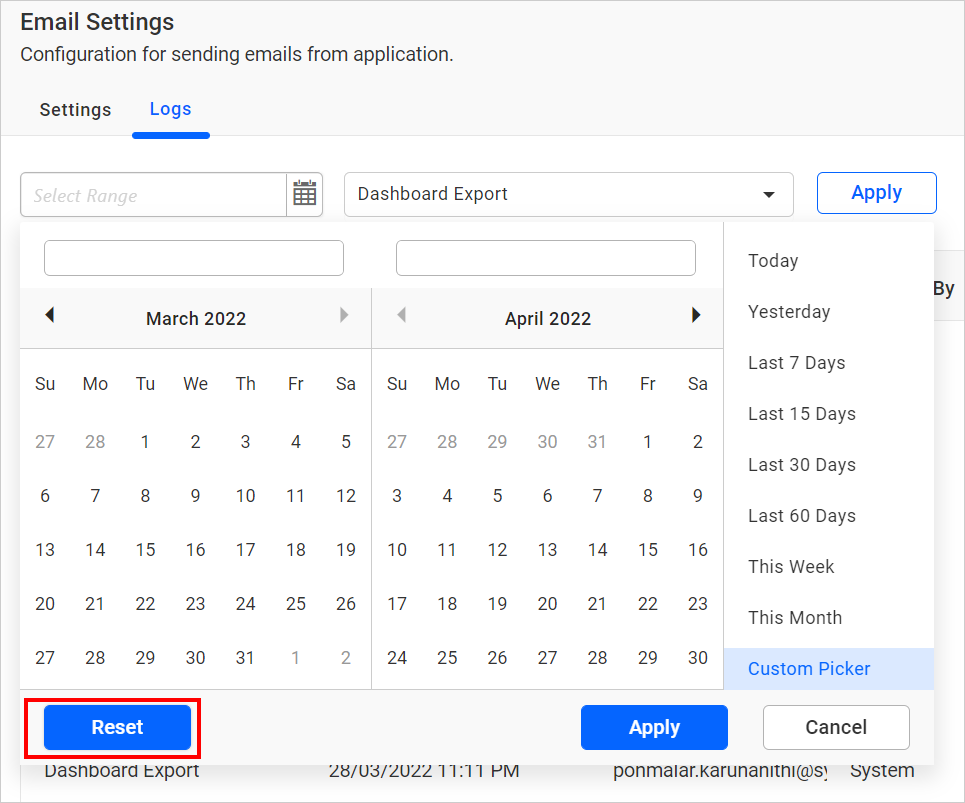 Email Settings
Configuration for sending emails from application.
Settings Logs
Select Range Dashboard Export Apply
By
March 2022 April 2022
Su Mo Tu We Th Fr Sa Su Mo Tu We Th Fr Sa
27 28 1 2 3 4 5 27 28 29 30 31 1 2
6 7 8 9 10 11 12 3 4 5 6 7 8 9
13 14 15 16 17 18 19 10 11 12 13 14 15 16
20 21 22 23 24 25 26 17 18 19 20 21 22 23
27 28 29 30 31 1 2 24 25 26 27 28 29 30
Today
Yesterday
Last 7 Days
Last 15 Days
Last 30 Days
Last 60 Days
This Week
This Month
Custom Picker
Reset Apply Cancel
Dashboard Export 28/03/2022 11:11 PM ponmalar.karunanithi@sy System